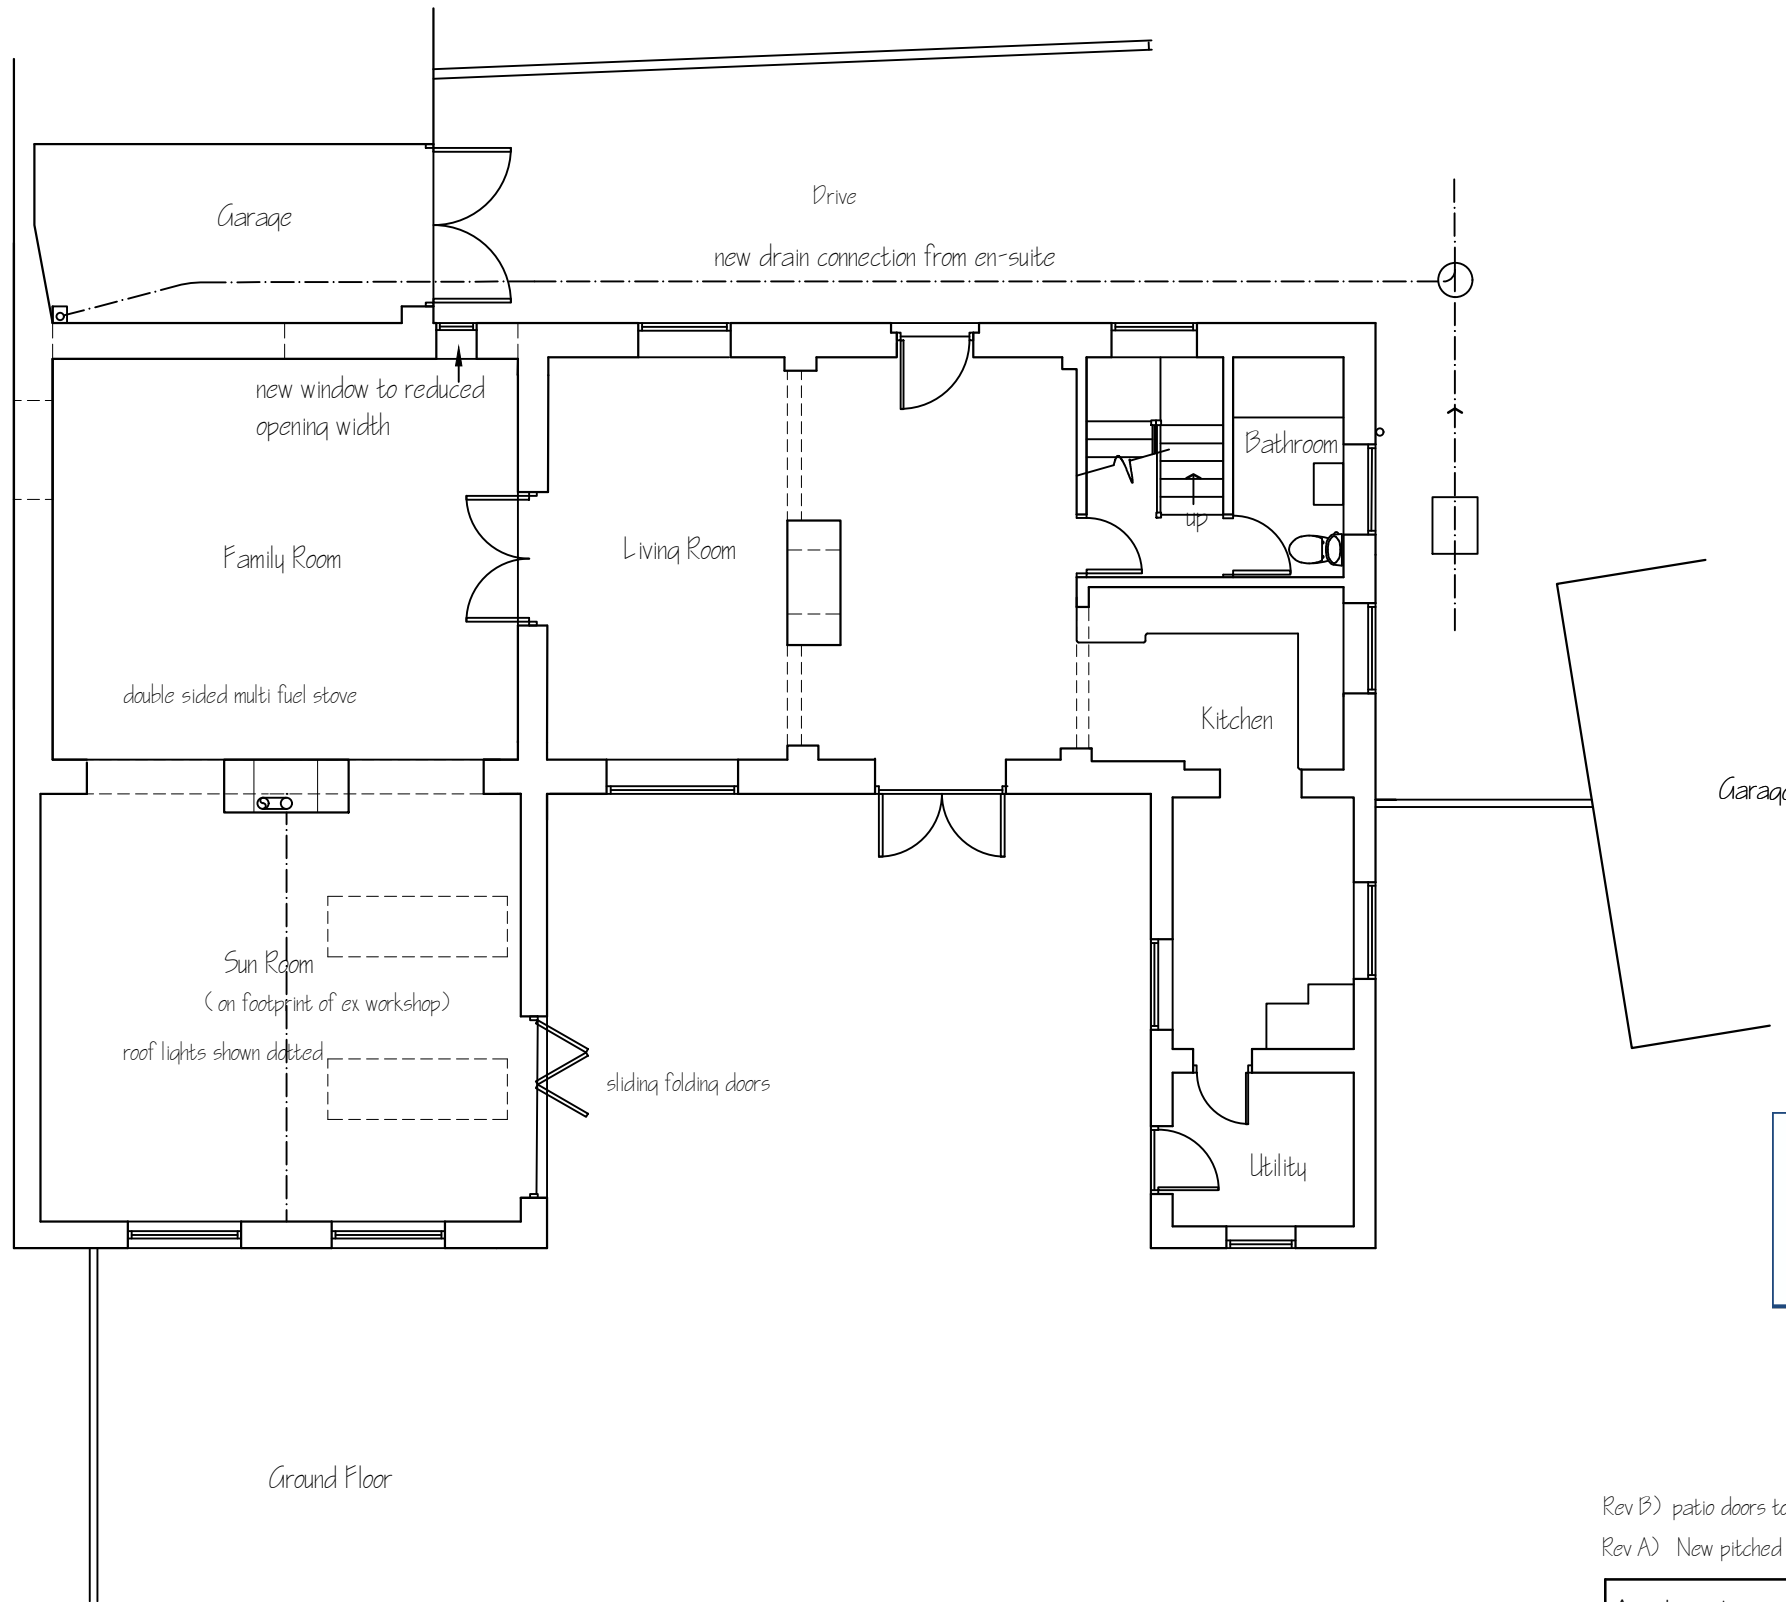 Drive
Garage
new drain connection from en-suite
new window to reduced
opening width
Bathroom
up
Living Room
Family Room
double sided multi fuel stove
Kitchen
Garage
Sun Room
( on footprint of ex workshop)
roof lights shown dotted
sliding folding doors
Utility
Ground Floor
Rev B) patio doors to
Rev A) New pitched